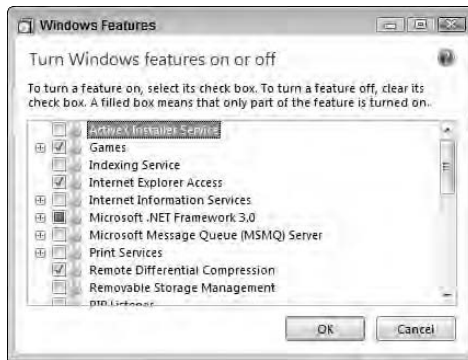 Windows Features
Turn Windows features on or off
To turn a feature on, select its check box. To turn a feature off, clear its
check box. A filled box means that only part of the feature is turned on.
ActiveX Installer Service
Games
Indexing Service
Internet Explorer Access
Internet Information Services
Microsoft .NET Framework 3.0
Microsoft Message Queue (MSMQ) Server
Print Services
Remote Differential Compression
Removable Storage Management
RIP Listener
OK
Cancel